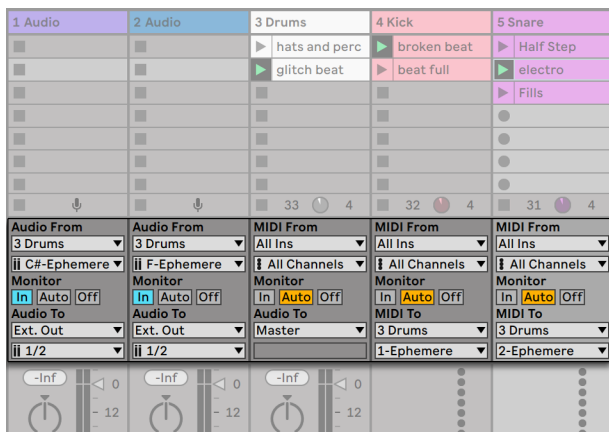 1 Audio 2 Audio 3 Drums 4 Kick 5 Snare
hats and perc broken beat Half Step
glitch beat beat full electro
Fills
33 4 32 4 31 4
Audio From Audio From MIDI From MIDI From MIDI From
3 Drums 3 Drums All Ins All Ins All Ins
C#-Ephemere F-Ephemere All Channels All Channels All Channels
Monitor Monitor Monitor Monitor Monitor
In Auto Off In Auto Off In Auto Off In Auto Off In Auto Off
Audio To Audio To Audio To MIDI To MIDI To
Ext. Out Ext. Out Master 3 Drums 3 Drums
1/2 1/2 1-Ephemere 2-Ephemere
-Inf 0 -Inf 0 -Inf 0
- 12 - 12 - 12